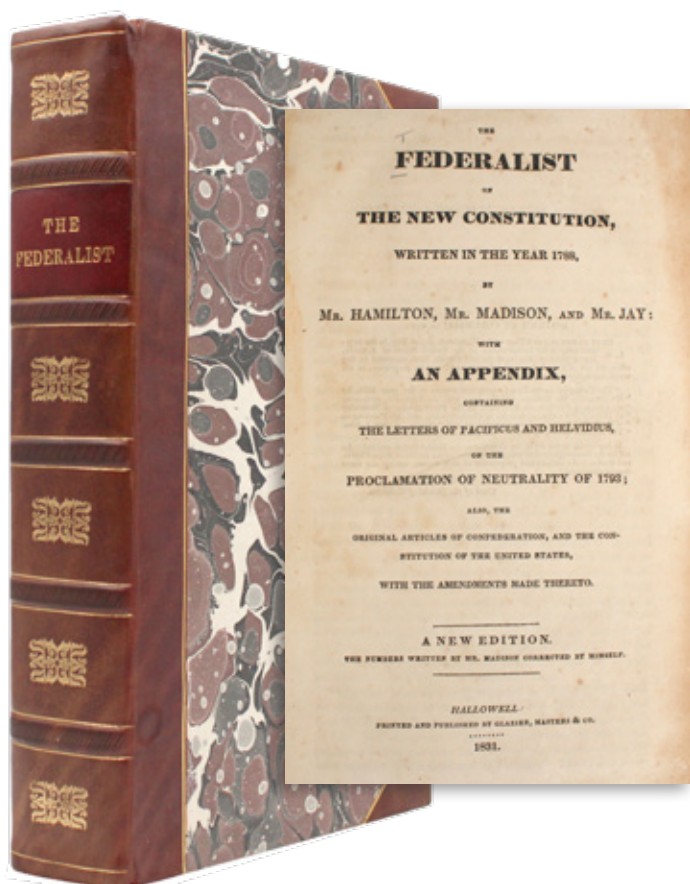 THE
FEDERALIST
THE
FEDERALIST
ON
THE NEW CONSTITUTION,
WRITTEN IN THE YEAR 1788,
BY
MR. HAMILTON, MR. MADISON, AND MR. JAY:
WITH
AN APPENDIX,
CONTAINING
THE LETTERS OF PACIFICUS AND HELVIDIUS,
ON THE
PROCLAMATION OF NEUTRALITY OF 1793;
ALSO, THE
ORIGINAL ARTICLES OF CONFEDERATION, AND THE CON-
STITUTION OF THE UNITED STATES,
WITH THE AMENDMENTS MADE THERETO.
A NEW EDITION.
THE NUMBERS WRITTEN BY MR. MADISON CORRECTED BY HIMSELF.
HALLOWELL:
PRINTED AND PUBLISHED BY GLAZIER, MASTERS & CO.
1831.